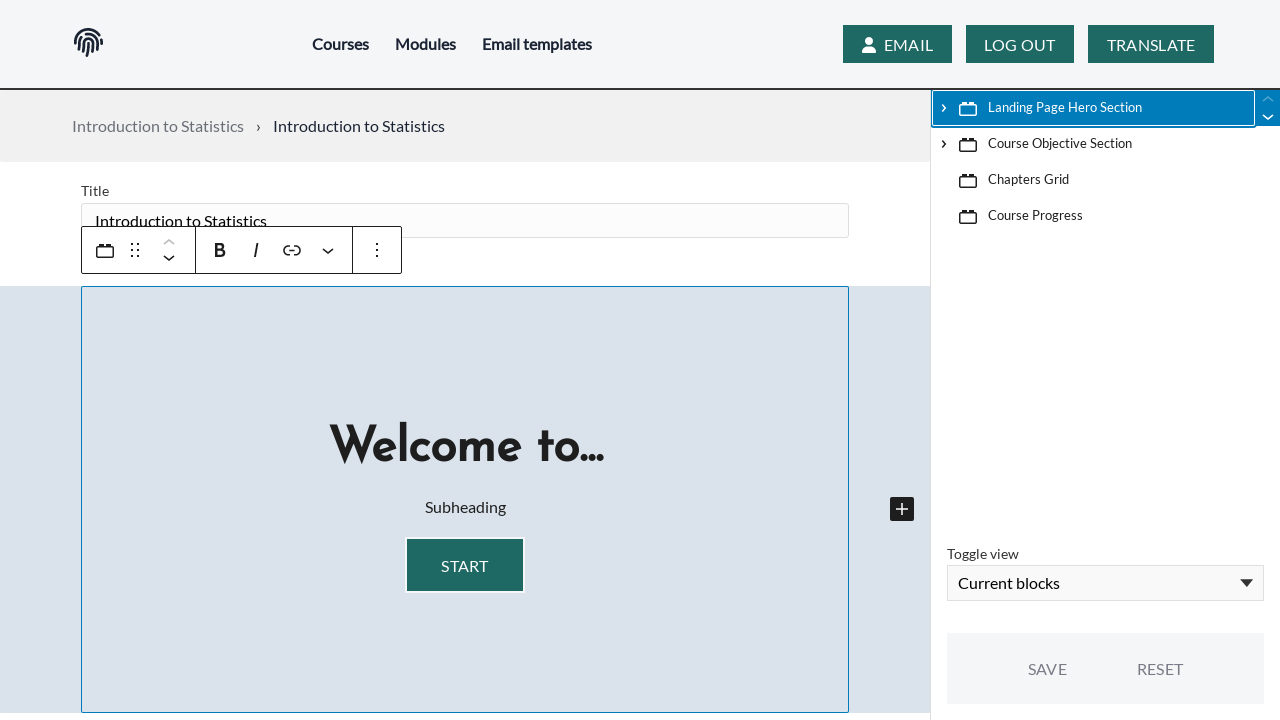 Courses Modules Email templates EMAIL LOG OUT TRANSLATE
Introduction to Statistics › Introduction to Statistics
Title
Introduction to Statistics
B I
Welcome to...
Subheading
START
Landing Page Hero Section
Course Objective Section
Chapters Grid
Course Progress
Toggle view
Current blocks
SAVE RESET